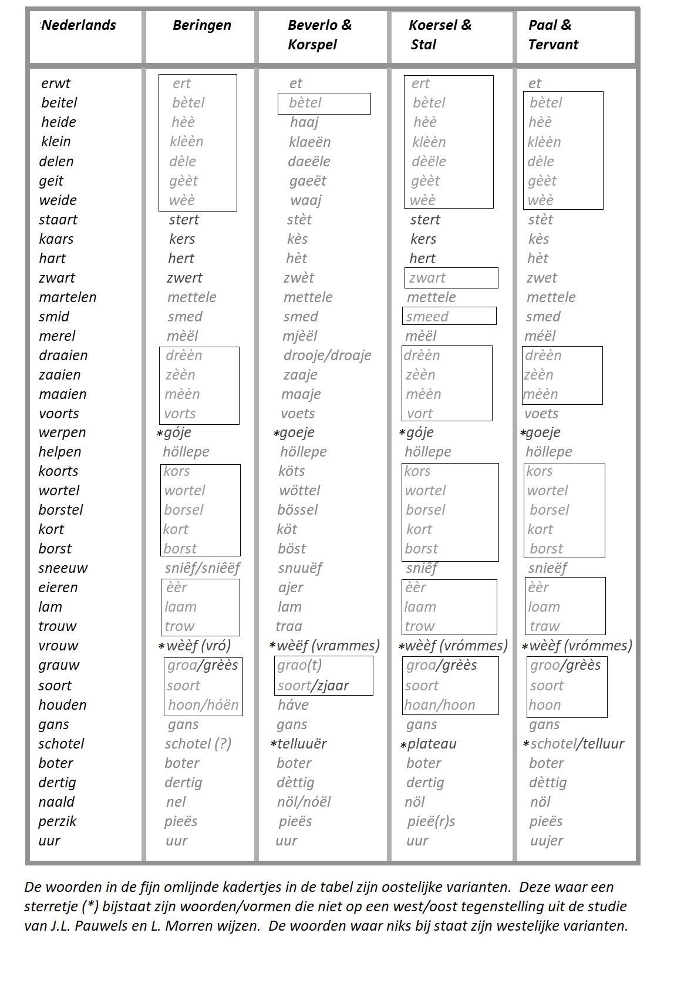 Nederlands Beringen Beverlo & Koersel & Paal &
Korspel Stal Tervant
erwt ert et ert et
beitel bètel bètel bètel bètel
heide hèè haaj hèè hèè
klein klèèn klaeën klèèn klèèn
delen dèle daeële dèële dèle
geit gèèt gaeët gèèt gèèt
weide wèè waaj wèè wèè
staart stert stèt stert stèt
kaars kers kès kers kès
hart hert hèt hert hèt
zwart zwert zwèt zwart zwet
martelen mettele mettele mettele mettele
smid smed smed smeed smed
merel mèël mjèël mèël méël
draaien drèèn drooje/droaje drèèn drèèn
zaaien zèèn zaaje zèèn zèèn
maaien mèèn maaje mèèn mèèn
voorts vorts voets vort voets
werpen *góje *goeje *góje *goeje
helpen höllepe höllepe höllepe höllepe
koorts kors köts kors kors
wortel wortel wöttel wortel wortel
borstel borsel bössel borsel borsel
kort kort köt kort kort
borst borst böst borst borst
sneeuw sniêf/sniêëf snuuëf sniêf snieëf
eieren èèr ajer èèr èèr
lam laam lam laam loam
trouw trow traa trow traw
vrouw *wèèf (vró) *wèëf (vrammes) *wèèf (vrómmes) *wèèf (vrómmes)
grauw groa/grèès grao(t) groa/grèès groo/grèès
soort soort soort/zjaar soort soort
houden hoon/hóën háve hoan/hoon hoon
gans gans gans gans gans
schotel schotel (?) *telluuër *plateau *schotel/telluur
boter boter boter boter boter
dertig dertig dèttig dertig dèttig
naald nel nöl/nóël nöl nöl
perzik pieës pieës pieë(r)s pieës
uur uur uur uur uujer
De woorden in de fijn omlijnde kadertjes in de tabel zijn oostelijke varianten. Deze waar een
sterretje (*) bijstaat zijn woorden/vormen die niet op een west/oost tegenstelling uit de studie
van J.L. Pauwels en L. Morren wijzen. De woorden waar niks bij staat zijn westelijke varianten.